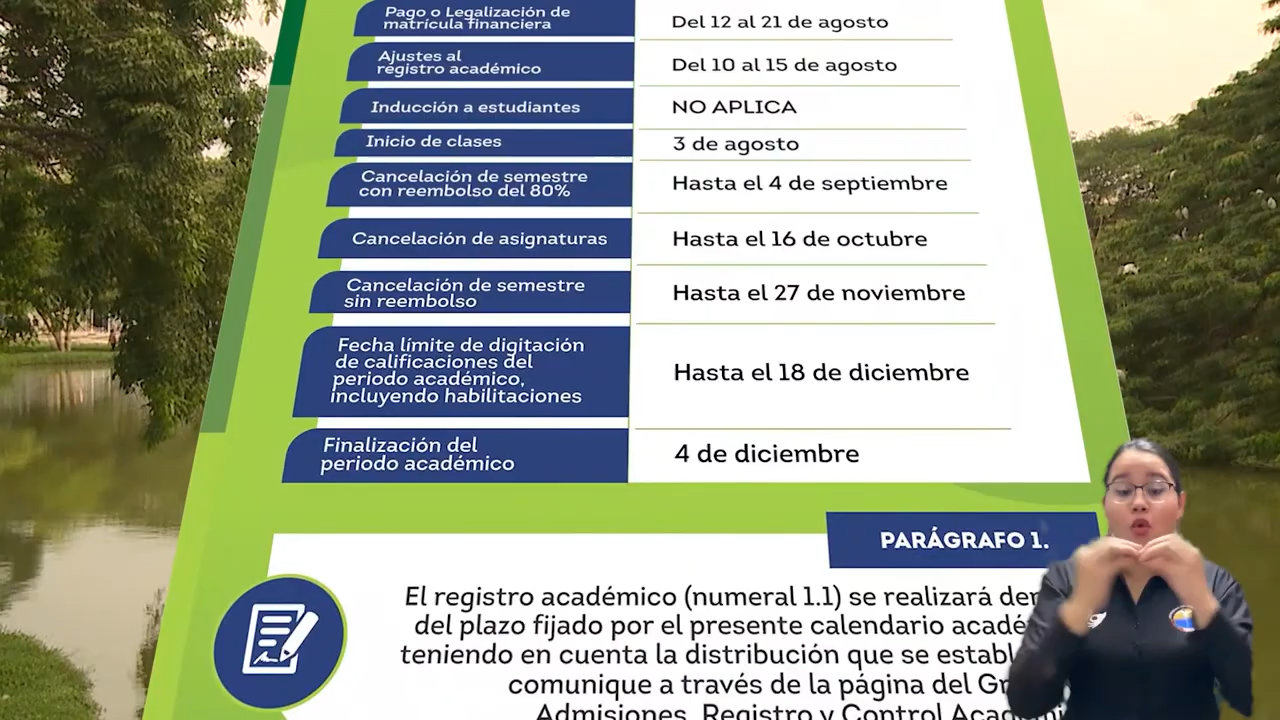 Pago o Legalización de
matrícula financiera
Del 12 al 21 de agosto
Ajustes al
registro académico
Del 10 al 15 de agosto
Inducción a estudiantes
NO APLICA
Inicio de clases
3 de agosto
Cancelación de semestre
con reembolso del 80%
Hasta el 4 de septiembre
Cancelación de asignaturas
Hasta el 16 de octubre
Cancelación de semestre
sin reembolso
Hasta el 27 de noviembre
Fecha límite de digitación
de calificaciones del
periodo académico,
incluyendo habilitaciones
Hasta el 18 de diciembre
Finalización del
periodo académico
4 de diciembre
PARÁGRAFO 1.
El registro académico (numeral 1.1) se realizará
del plazo fijado por el presente calendario
teniendo en cuenta la distribución que se
comunique a través de la página del
Admisiones, Registro y Control